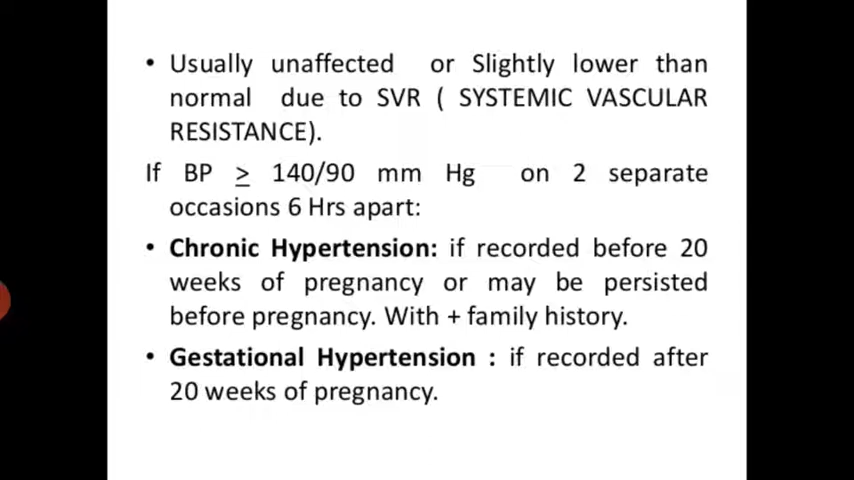 • Usually unaffected or Slightly lower than
normal due to SVR ( SYSTEMIC VASCULAR
RESISTANCE).
If BP ≥ 140/90 mm Hg on 2 separate
occasions 6 Hrs apart:
• Chronic Hypertension: if recorded before 20
weeks of pregnancy or may be persisted
before pregnancy. With + family history.
• Gestational Hypertension : if recorded after
20 weeks of pregnancy.